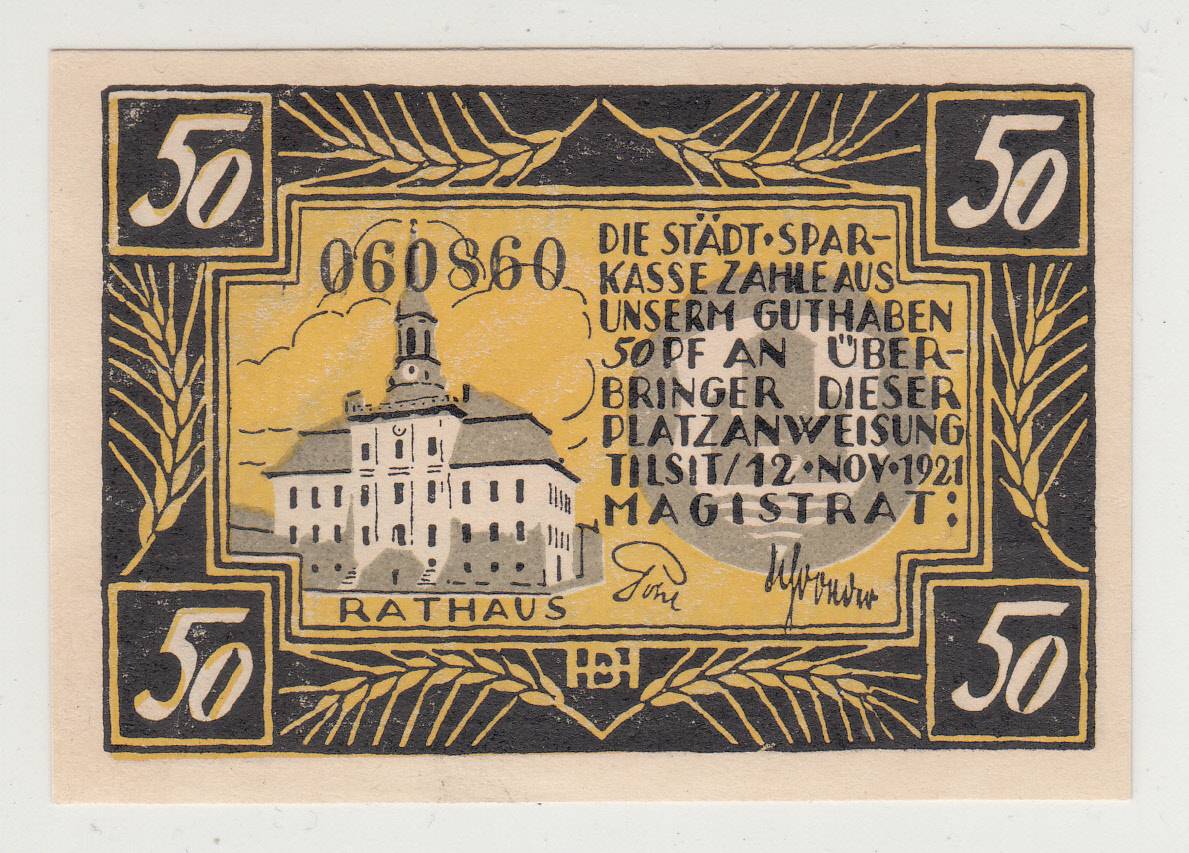 50
50
060860
DIE STÄDT·SPAR-
KASSE ZAHLE AUS
UNSERM GUTHABEN
50 PF AN ÜBER-
BRINGER DIESER
PLATZANWEISUNG
TILSIT/12·NOV·1921
MAGISTRAT:
RATHAUS
50
HBH
50